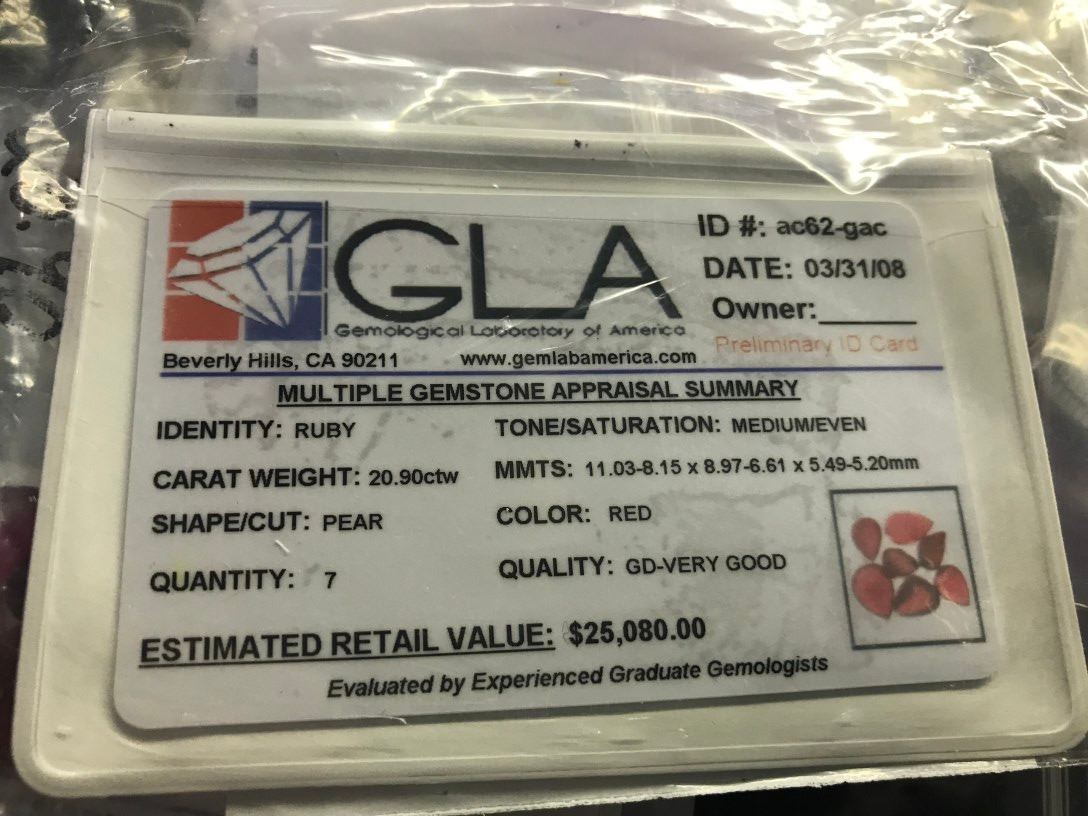 GLA
Gemological Laboratory of America
ID #: ac62-gac
DATE: 03/31/08
Owner:______
Preliminary ID Card
Beverly Hills, CA 90211 www.gemlabamerica.com
MULTIPLE GEMSTONE APPRAISAL SUMMARY
IDENTITY: RUBY TONE/SATURATION: MEDIUM/EVEN
CARAT WEIGHT: 20.90ctw MMTS: 11.03-8.15 x 8.97-6.61 x 5.49-5.20mm
SHAPE/CUT: PEAR COLOR: RED
QUANTITY: 7 QUALITY: GD-VERY GOOD
ESTIMATED RETAIL VALUE: $25,080.00
Evaluated by Experienced Graduate Gemologists